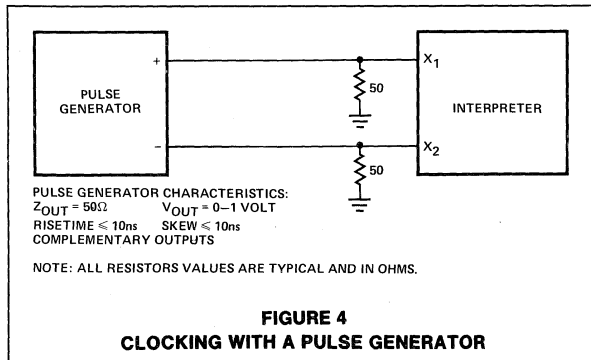 PULSE
GENERATOR
+
−
50
50
X1
X2
INTERPRETER
PULSE GENERATOR CHARACTERISTICS:
ZOUT = 50Ω VOUT = 0−1 VOLT
RISETIME ⩽ 10ns SKEW ⩽ 10ns
COMPLEMENTARY OUTPUTS
NOTE: ALL RESISTORS VALUES ARE TYPICAL AND IN OHMS.
FIGURE 4
CLOCKING WITH A PULSE GENERATOR